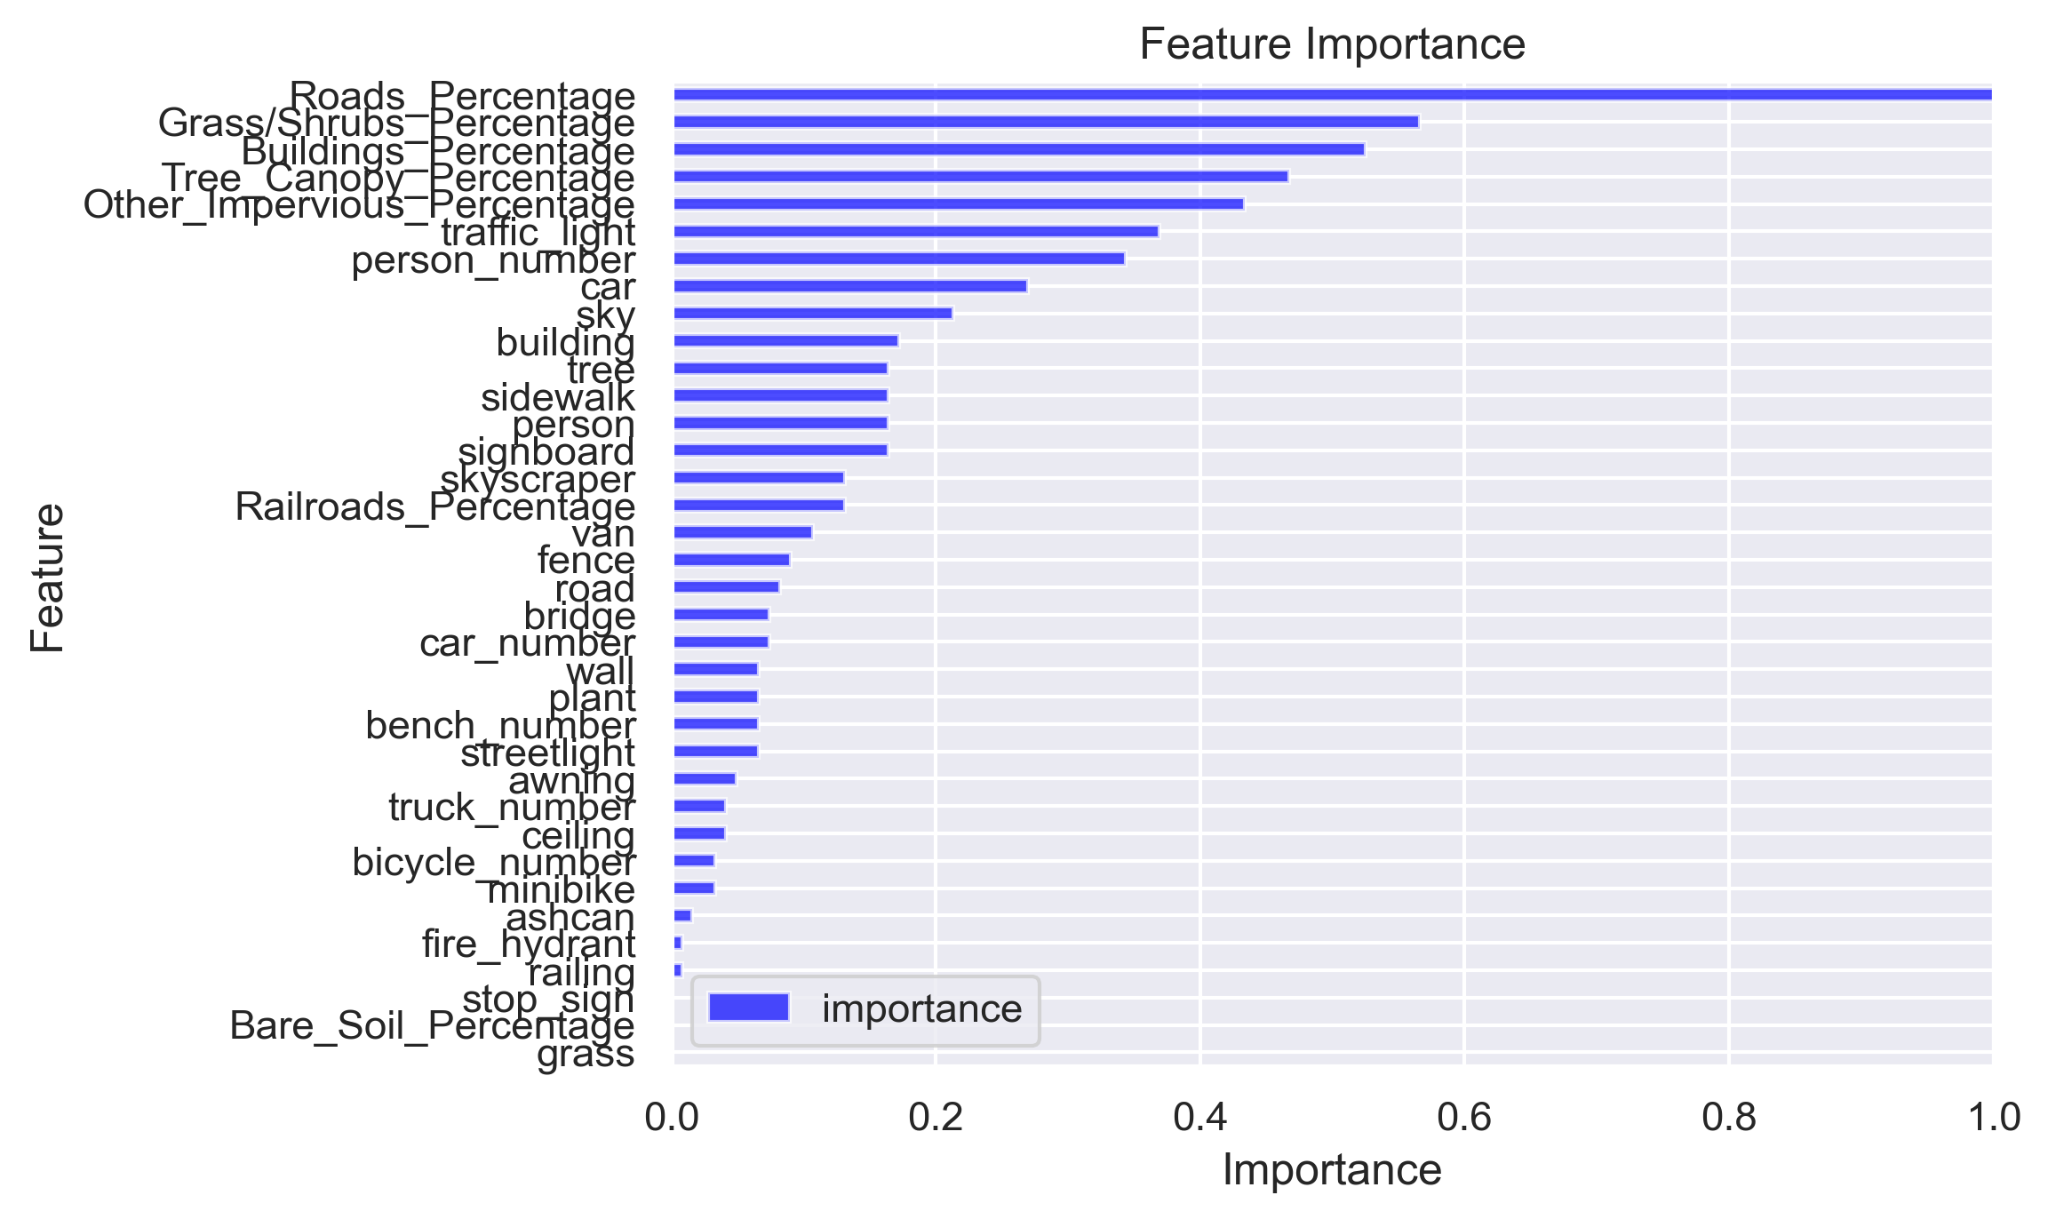 Feature Importance
Roads_Percentage
Grass/Shrubs_Percentage
Buildings_Percentage
Tree_Canopy_Percentage
Other_Impervious_Percentage
traffic_light
person_number
car
sky
building
tree
sidewalk
person
signboard
skyscraper
Railroads_Percentage
van
fence
road
bridge
car_number
wall
plant
bench_number
streetlight
awning
truck_number
ceiling
bicycle_number
minibike
ashcan
fire_hydrant
railing
stop_sign
Bare_Soil_Percentage
grass
Feature
importance
0.0 0.2 0.4 0.6 0.8 1.0
Importance